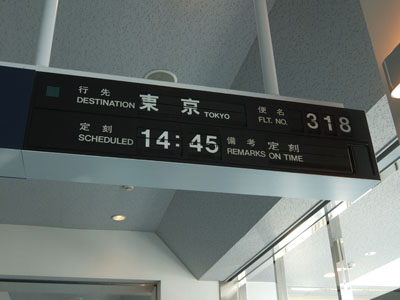 行先 東京 便名 318
DESTINATION TOKYO FLT. NO.
定刻 14:45 備考 定刻
SCHEDULED REMARKS ON TIME